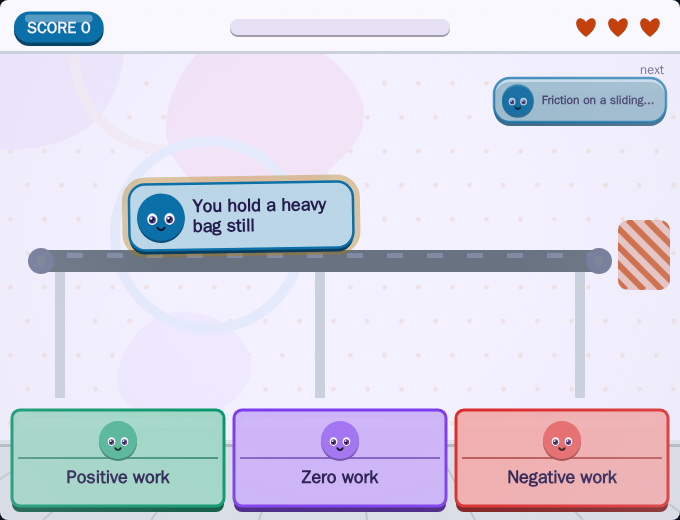 SCORE 0
next
Friction on a sliding...
You hold a heavy
bag still
Positive work
Zero work
Negative work